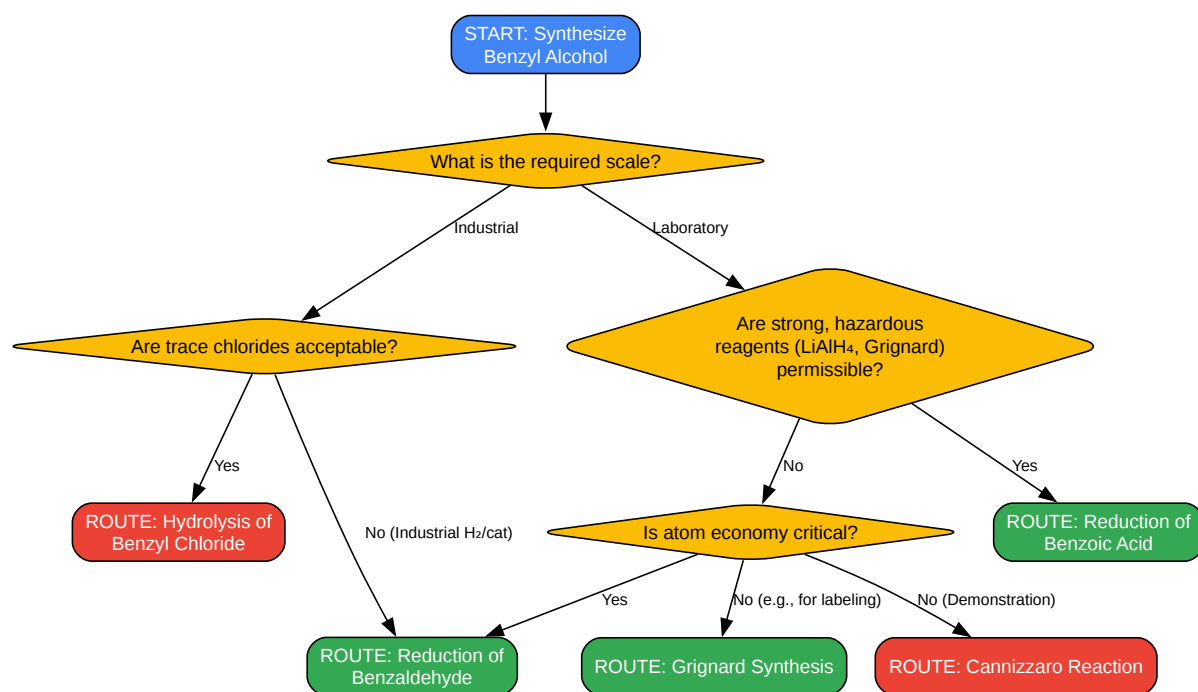 START: Synthesize
Benzyl Alcohol
What is the required scale?
Industrial
Laboratory
Are trace chlorides acceptable?
Are strong, hazardous
reagents (LiAlH₄, Grignard)
permissible?
Yes
No
Yes
ROUTE: Hydrolysis of
Benzyl Chloride
No (Industrial H₂/cat)
Is atom economy critical?
ROUTE: Reduction of
Benzoic Acid
Yes
No (e.g., for labeling)
No (Demonstration)
ROUTE: Reduction of
Benzaldehyde
ROUTE: Grignard Synthesis
ROUTE: Cannizzaro Reaction